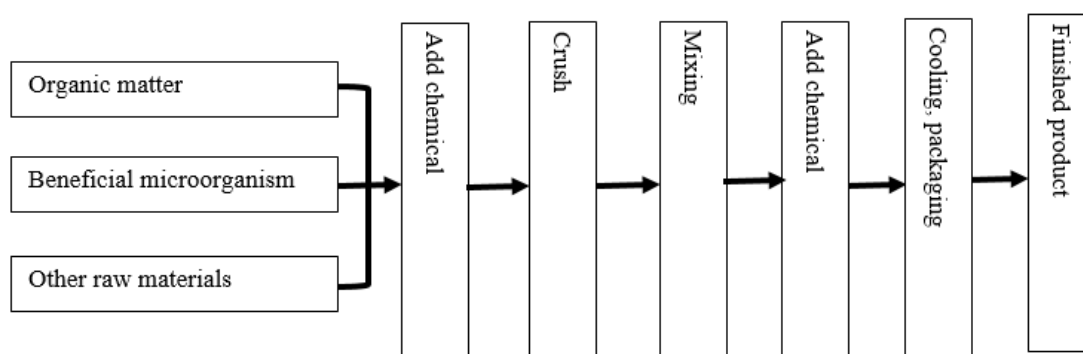 Organic matter
Beneficial microorganism
Other raw materials
Add chemical
Crush
Mixing
Add chemical
Cooling, packaging
Finished product